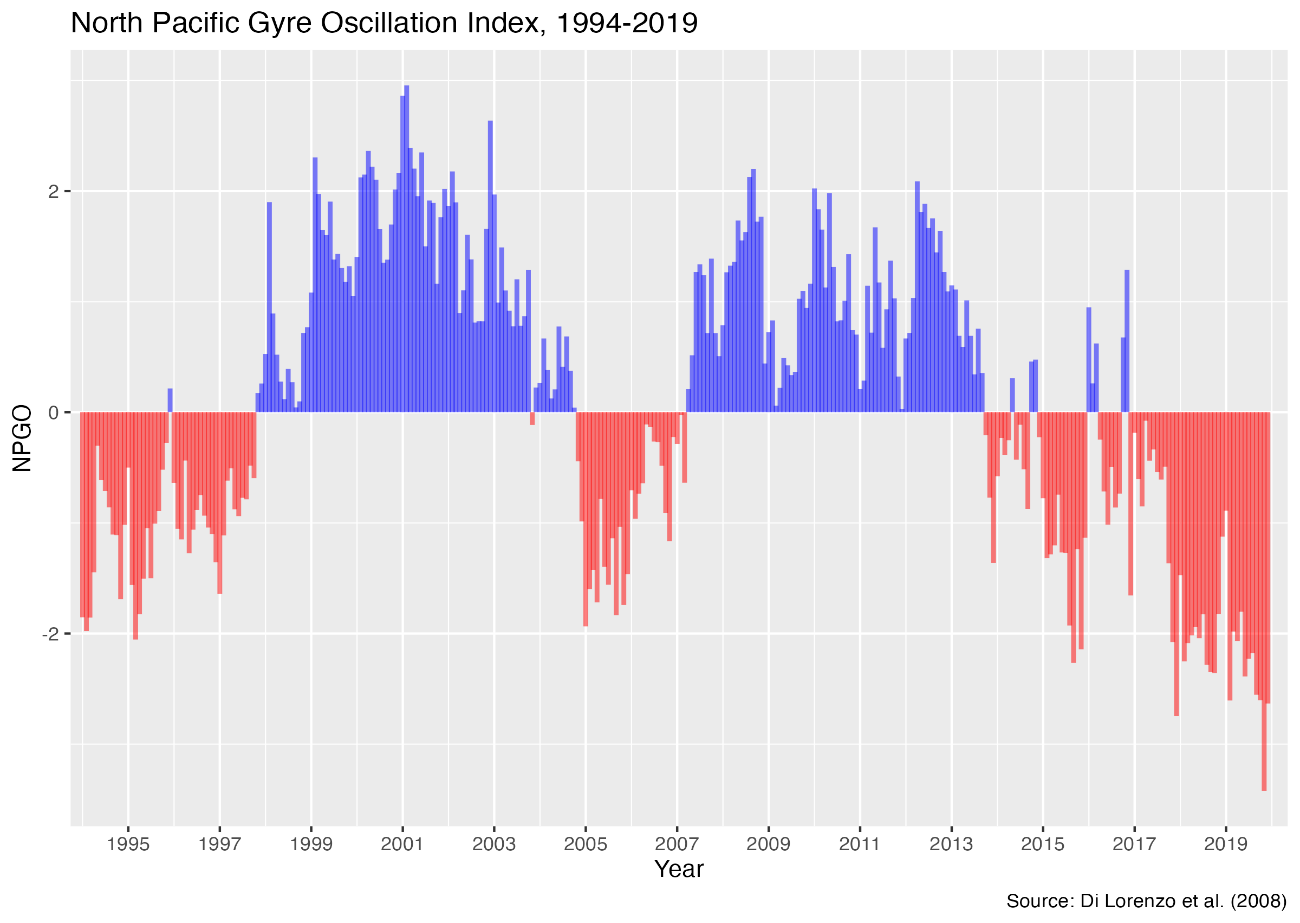 North Pacific Gyre Oscillation Index, 1994-2019
NPGO
2
0
-2
1995 1997 1999 2001 2003 2005 2007 2009 2011 2013 2015 2017 2019
Year
Source: Di Lorenzo et al. (2008)